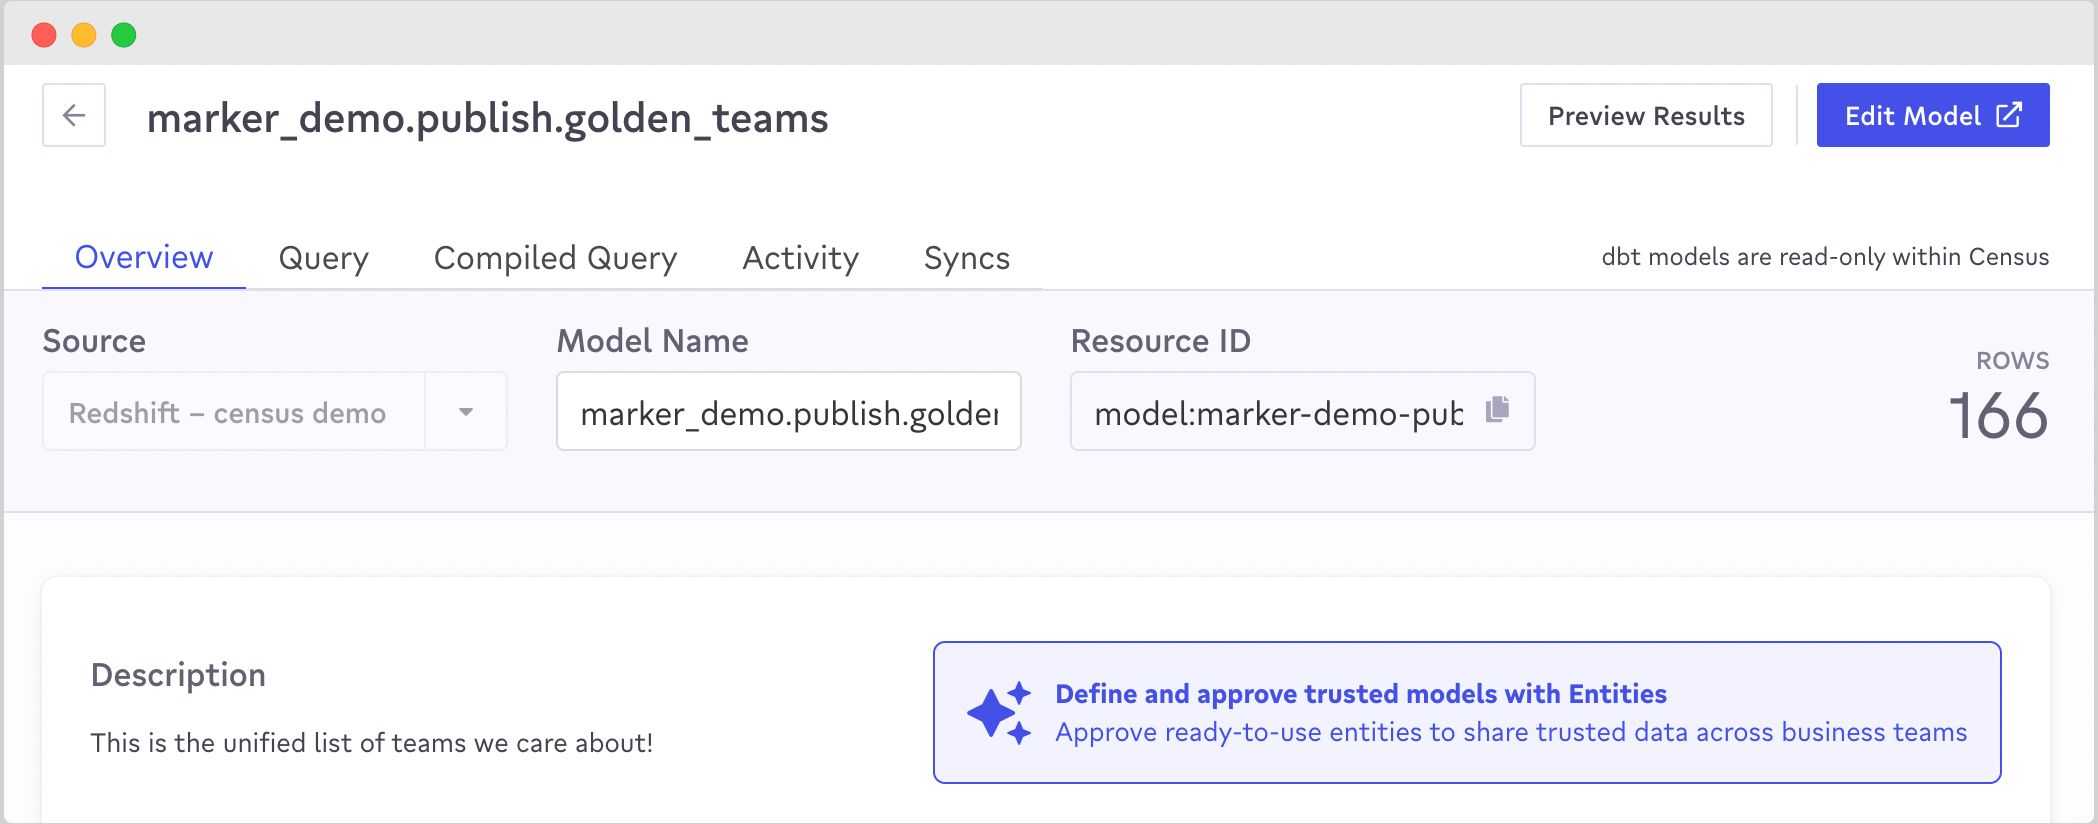 marker_demo.publish.golden_teams
Preview Results
Edit Model
Overview
Query
Compiled Query
Activity
Syncs
dbt models are read-only within Census
Source
Model Name
Resource ID
ROWS
Redshift – census demo
marker_demo.publish.golden
model:marker-demo-pub
166
Description
This is the unified list of teams we care about!
Define and approve trusted models with Entities
Approve ready-to-use entities to share trusted data across business teams